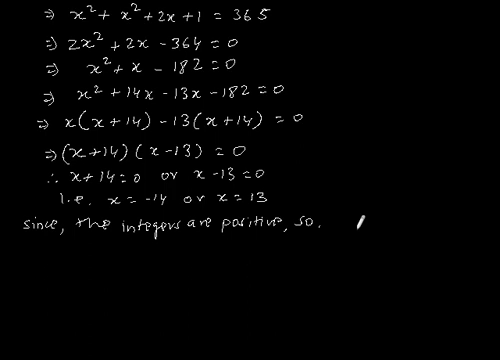 ⇒ x² + x² + 2x + 1 = 365
⇒ 2x² + 2x - 364 = 0
⇒ x² + x - 182 = 0
⇒ x² + 14x - 13x - 182 = 0
⇒ x(x+14) - 13(x+14) = 0
⇒ (x+14)(x-13) = 0
∴ x+14=0 or x-13=0
i.e. x = -14 or x = 13
since, the integers are positive, so.